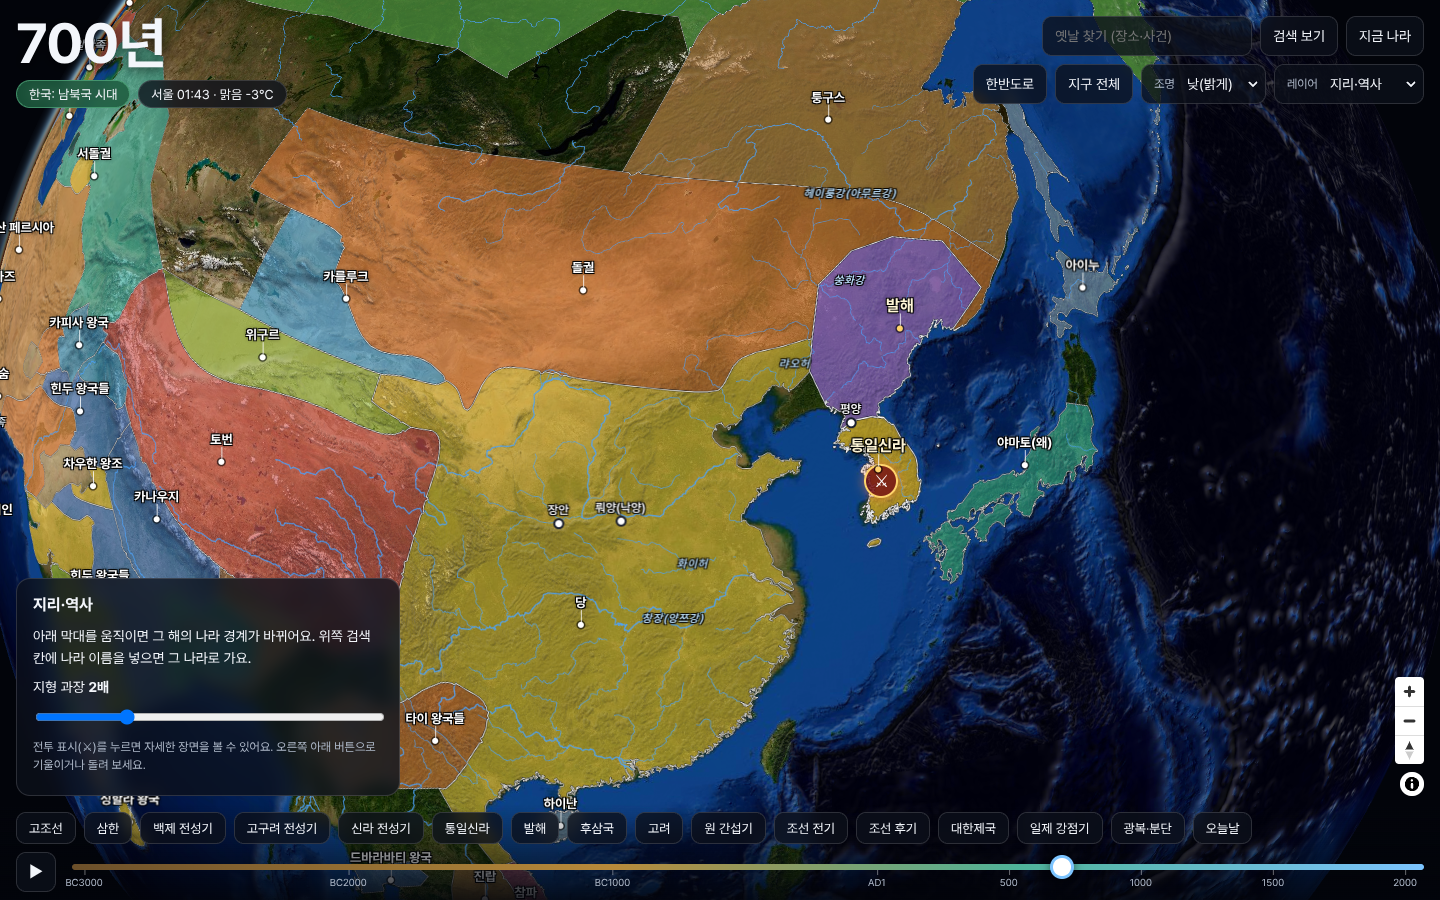 700년
한국: 남북국 시대
서울 01:43 · 맑음 -3°C
옛날 찾기 (장소·사건)
검색 보기
지금 나라
한반도로
지구 전체
조명 낮(밝게)
레이어 지리·역사
퉁구스
서돌궐
헤이룽강(아무르강)
산 페르시아
아이누
돌궐
카를루크
쑹화강
발해
카피사 왕국
위구르
라오허
힌두 왕국들
평양
토번
통일신라
야마토(왜)
차우한 왕조
카나우지
장안
뤄양(낙양)
화이허
힌두 왕국들
당
창장(양쯔강)
지리·역사
아래 막대를 움직이면 그 해의 나라 경계가 바뀌어요. 위쪽 검색
칸에 나라 이름을 넣으면 그 나라로 가요.
지형 과장 2배
전투 표시(⚔)를 누르면 자세한 장면을 볼 수 있어요. 오른쪽 아래 버튼으로
기울이거나 돌려 보세요.
타이 왕국들
싱할라 왕국
하이난
고조선
삼한
백제 전성기
고구려 전성기
신라 전성기
통일신라
발해
후삼국
고려
원 간섭기
조선 전기
조선 후기
대한제국
일제 강점기
광복·분단
오늘날
드바라바티 왕국
진랍
참파
BC3000
BC2000
BC1000
AD1
500
1000
1500
2000